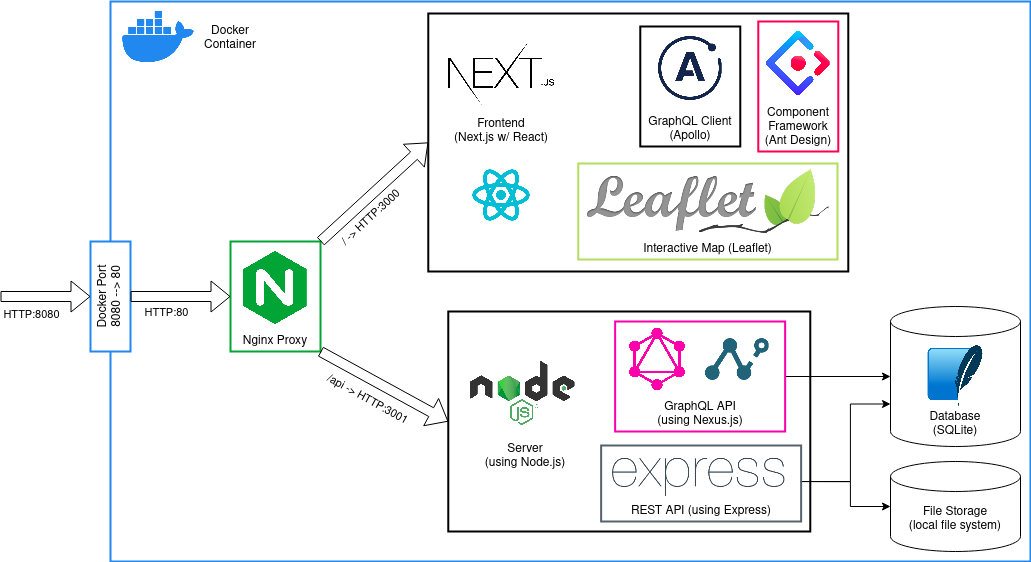 Docker
Container
NEXT
.JS
Frontend
(Next.js w/ React)
GraphQL Client
(Apollo)
Component
Framework
(Ant Design)
Leaflet
Interactive Map (Leaflet)
/ -> HTTP:3000
HTTP:8080
Docker Port
8080 --> 80
HTTP:80
N
Nginx Proxy
/api -> HTTP:3001
node
JS
Server
(using Node.js)
GraphQL API
(using Nexus.js)
express
REST API (using Express)
Database
(SQLite)
File Storage
(local file system)